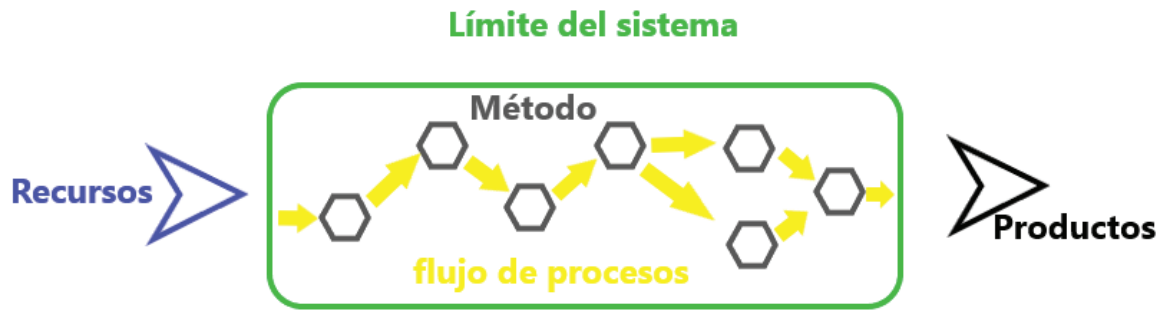 Límite del sistema
Método
Recursos
Productos
flujo de procesos